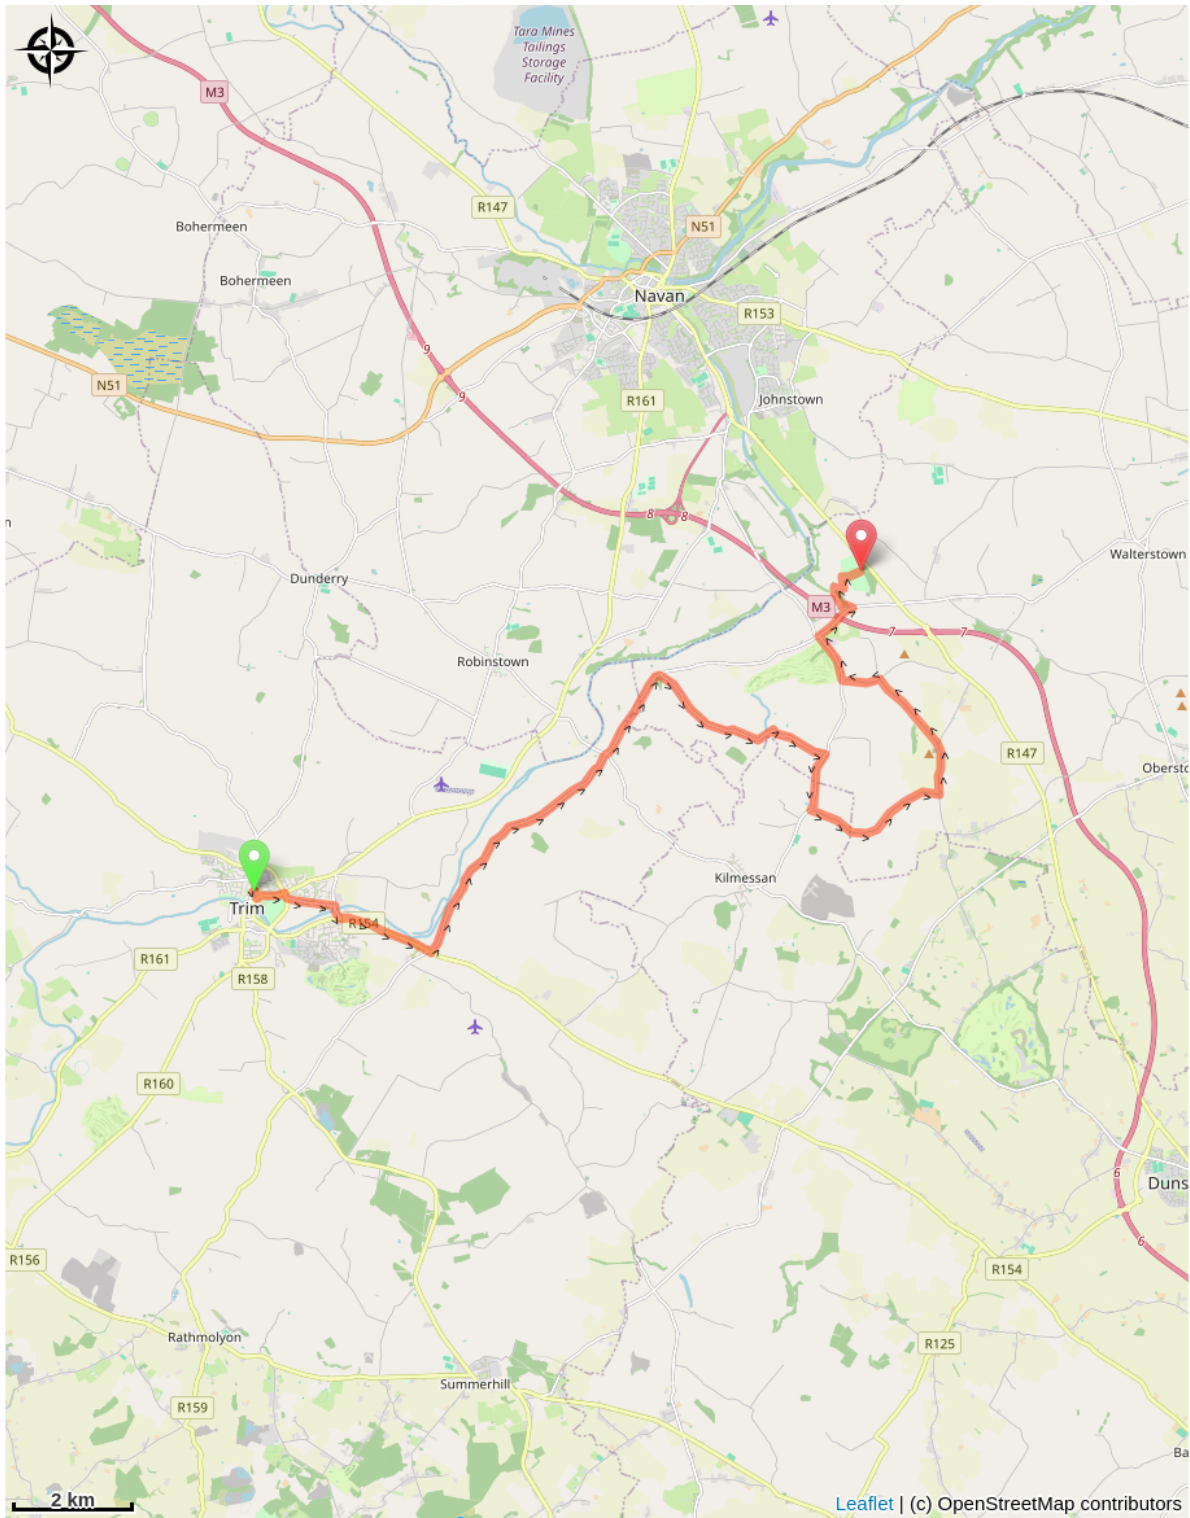 Tara Mines
Tailings
Storage
Facility
M3
R147
N51
Bohermeen
Bohermeen
Navan
R153
9
N51
9
R161
Johnstown
8
8
n
Walterstown
Dunderry
M3
7
7
Robinstown
R147
Obersto
Kilmessan
Trim
R154
R161
R158
R160
6
Duns
6
R156
R154
Rathmolyon
R125
Summerhill
R159
Ba
2 km
Leaflet | (c) OpenStreetMap contributors